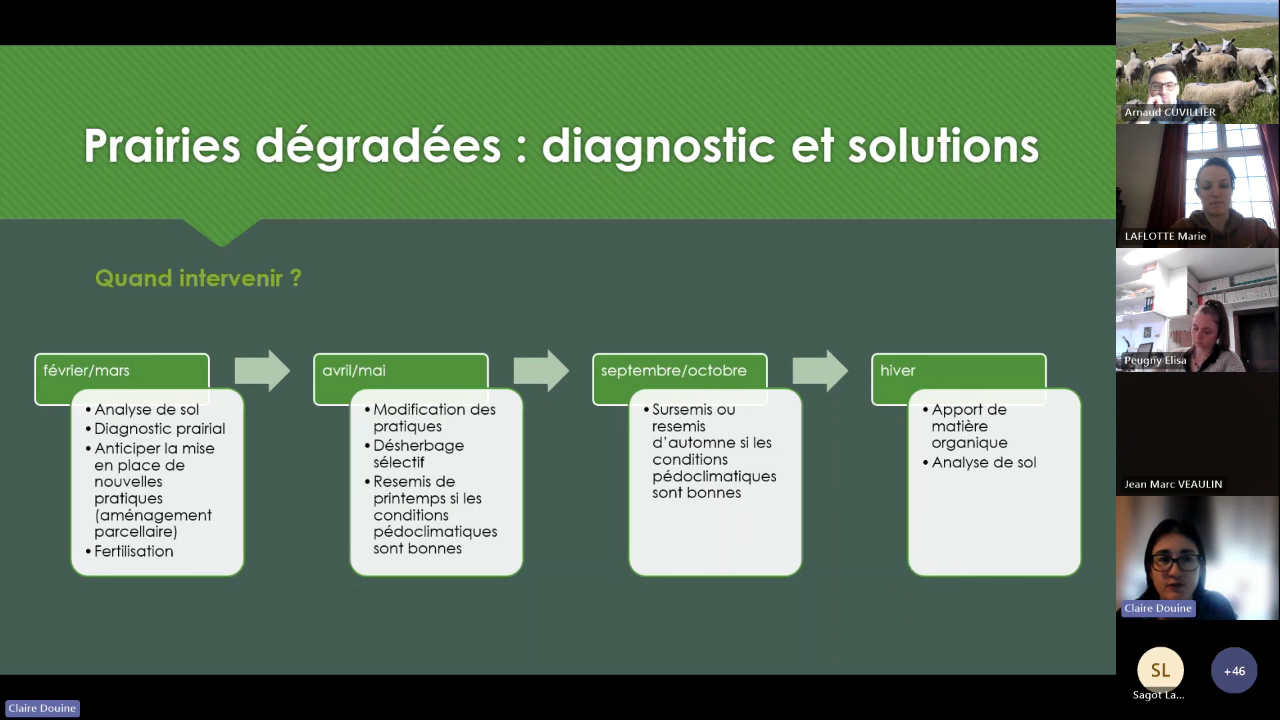 Prairies dégradées : diagnostic et solutions
Quand intervenir ?
février/mars
• Analyse de sol
• Diagnostic prairial
• Anticiper la mise
en place de
nouvelles
pratiques
(aménagement
parcellaire)
• Fertilisation
avril/mai
• Modification des
pratiques
• Désherbage
sélectif
• Resemis de
printemps si les
conditions
pédoclimatiques
sont bonnes
septembre/octobre
• Sursemis ou
resemis
d'automne si les
conditions
pédoclimatiques
sont bonnes
hiver
• Apport de
matière
organique
• Analyse de sol
Arnaud CUVILLIER
LAFLOTTE Marie
Peugny Elisa
Jean Marc VEAULIN
Claire Douine
SL
Sagot La...
+46
Claire Douine